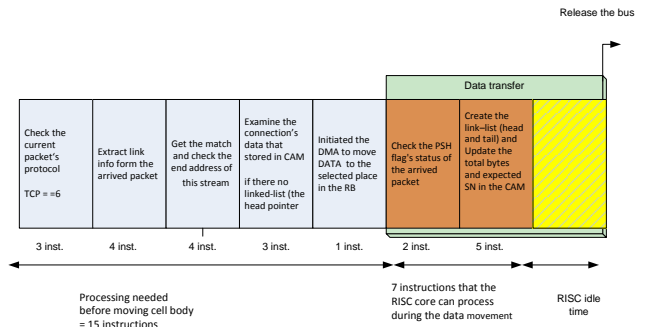 Release the bus
Data transfer
Check the
current
packet's
protocol
TCP = =6
Extract link
info form the
arrived packet
Get the match
and check the
end address of
this stream
Examine the
connection's
data that
stored in CAM
if there no
linked-list (the
head pointer
Initiated the
DMA to move
DATA to the
selected place
in the RB
Check the PSH
flag's status of
the arrived
packet
Create the
link–list (head
and tail) and
Update the
total bytes
and expected
SN in the CAM
3 inst.
4 inst.
4 inst.
3 inst.
1 inst.
2 inst.
5 inst.
Processing needed
before moving cell body
= 15 instructions
7 instructions that the
RISC core can process
during the data movement
RISC idle
time